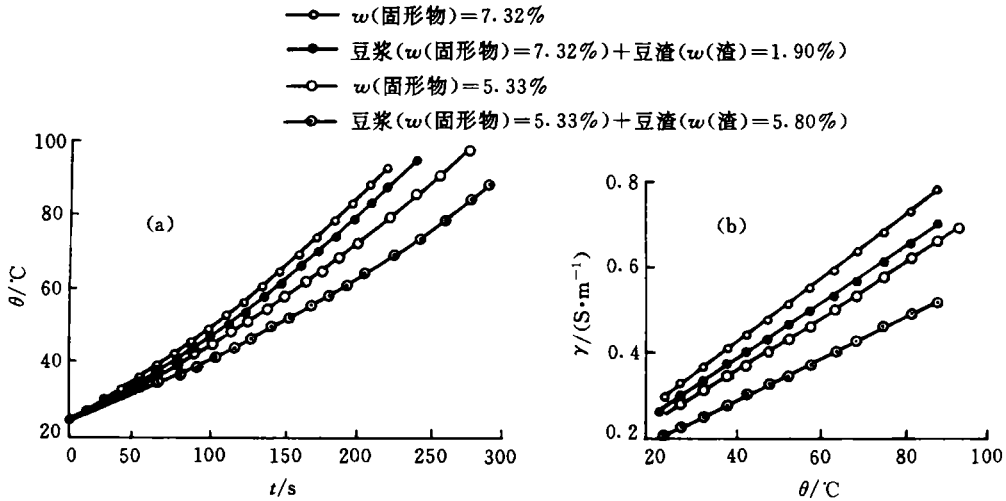 w(固形物)=7.32%
豆浆(w(固形物)=7.32%)+豆渣(w(渣)=1.90%)
w(固形物)=5.33%
豆浆(w(固形物)=5.33%)+豆渣(w(渣)=5.80%)
100
80
60
40
20
θ/℃
(a)
0 50 100 150 200 250 300
t/s
0.8
0.6
0.4
0.2
γ/(S·m⁻¹)
(b)
20 40 60 80 100
θ/℃